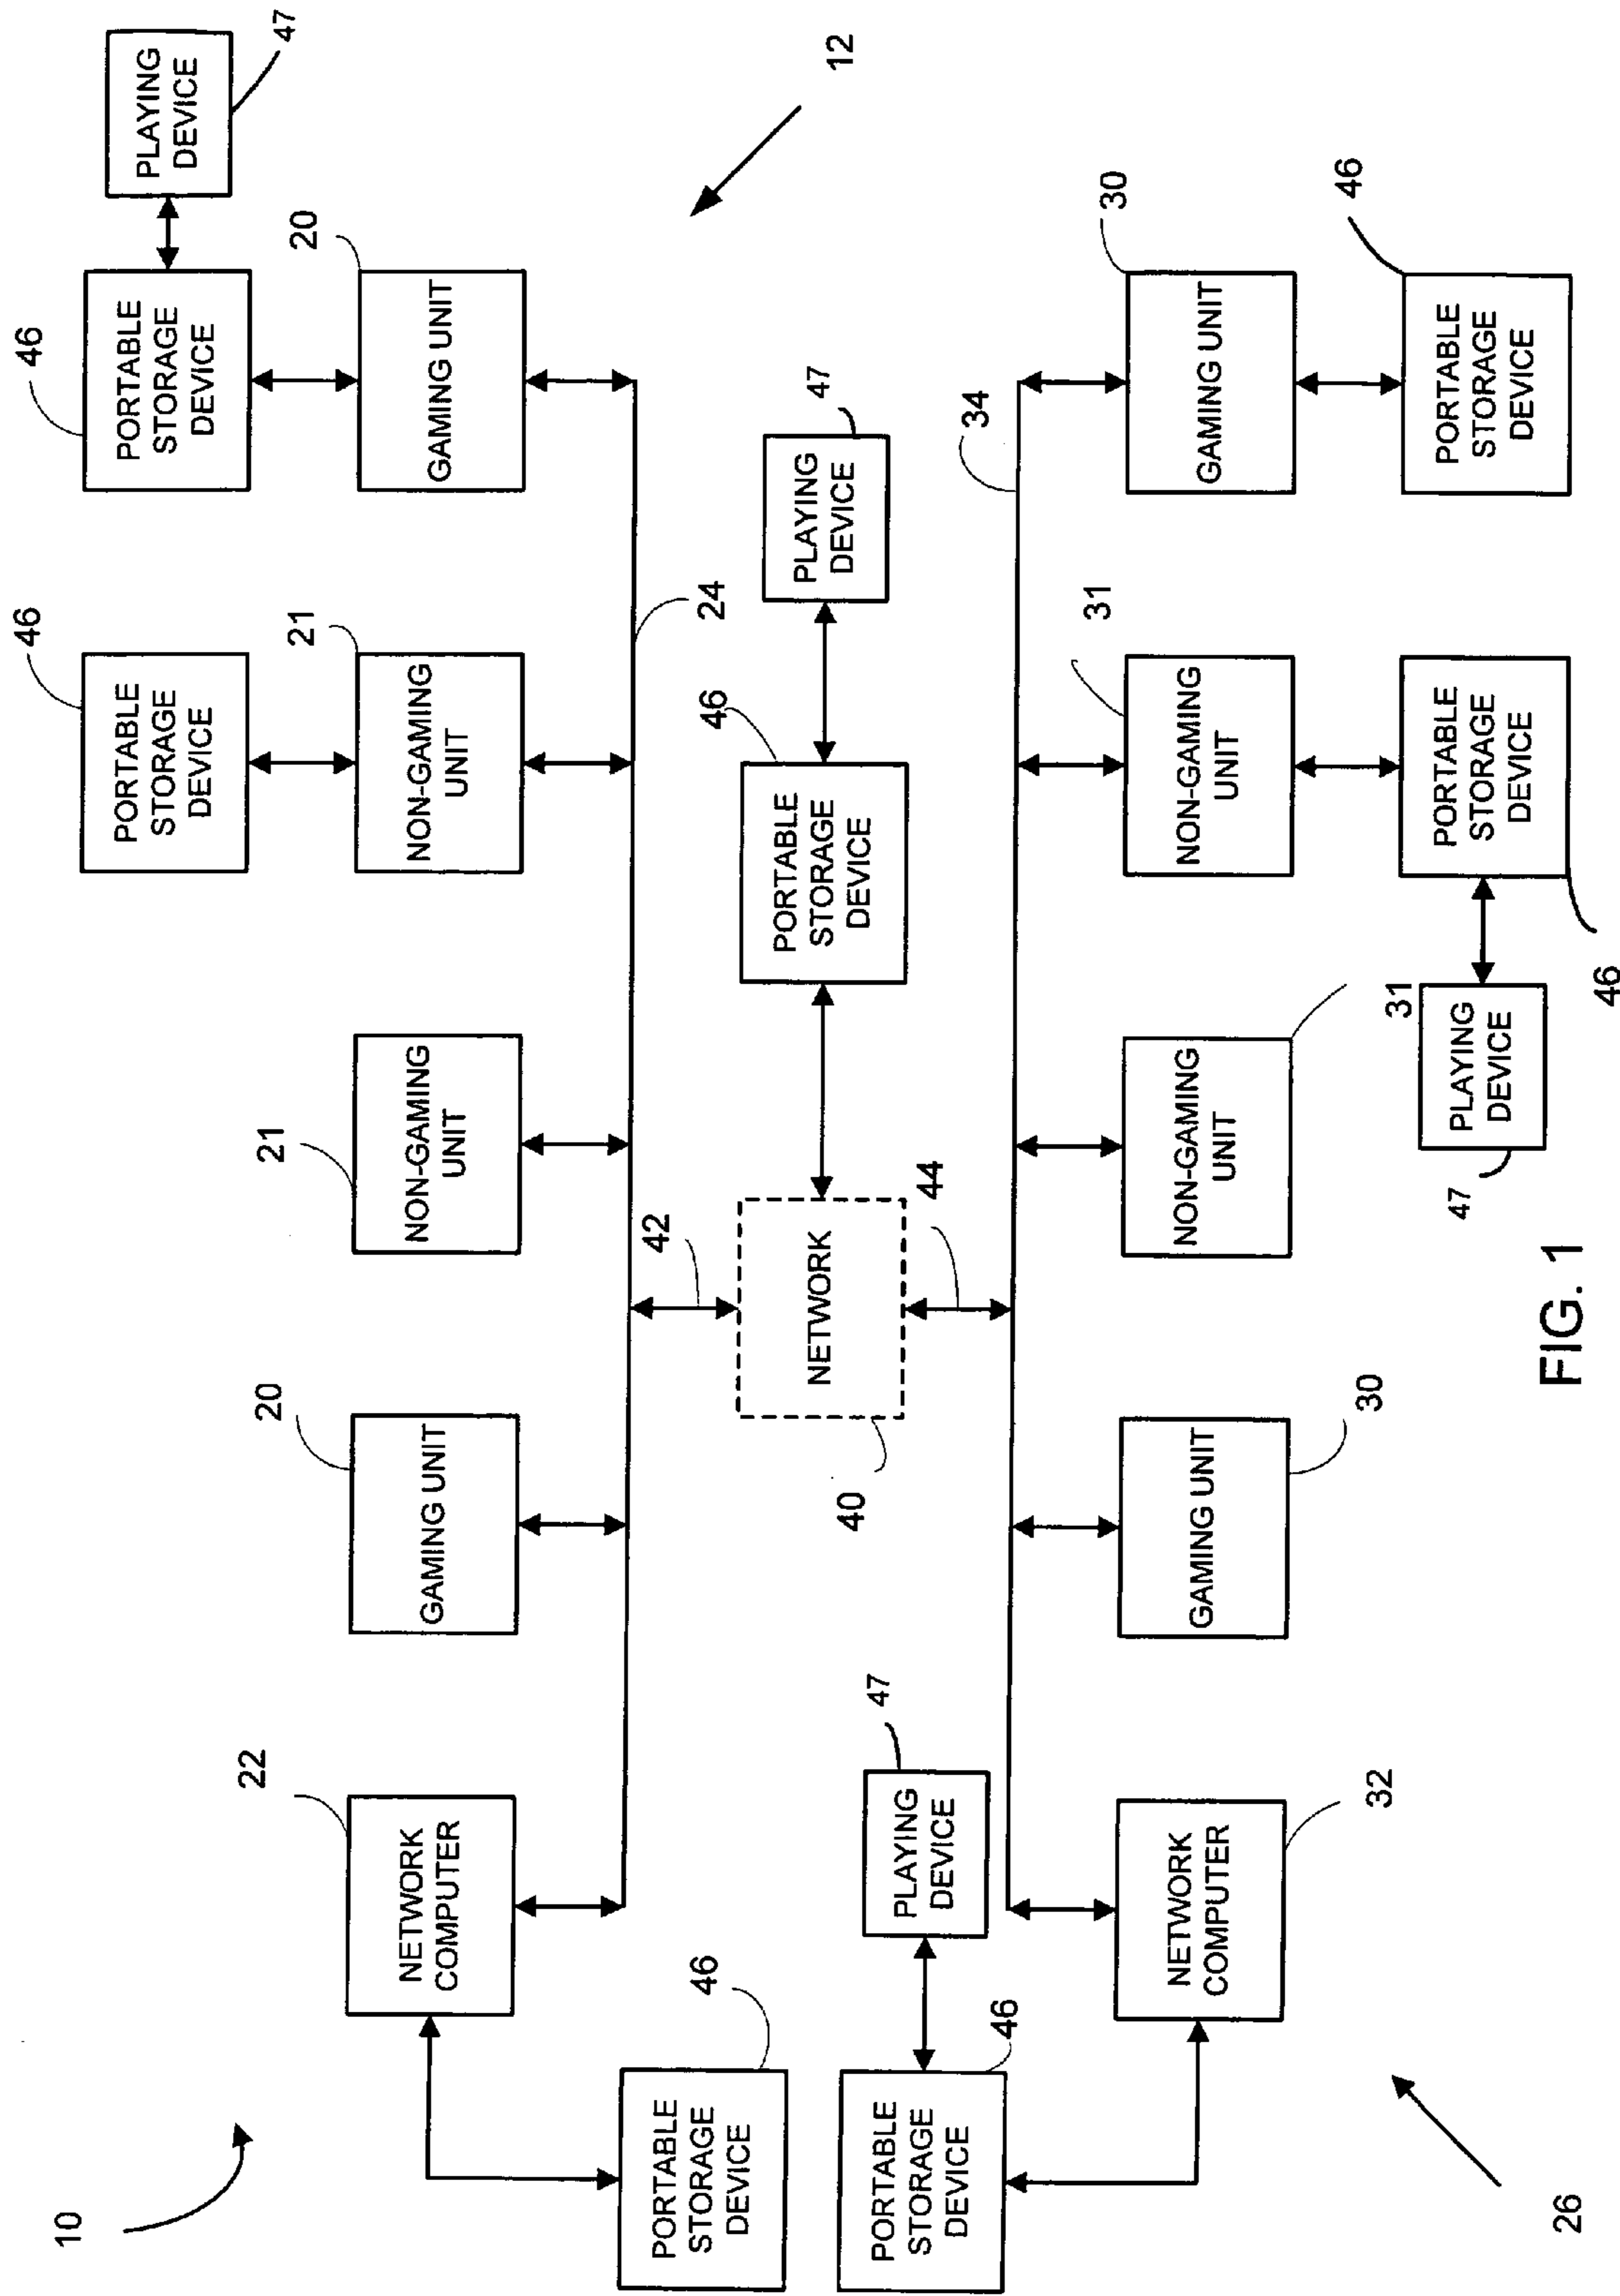 10
12
46
PORTABLE
STORAGE
DEVICE
46
PORTABLE
STORAGE
DEVICE
PLAYING
DEVICE
47
22
NETWORK
COMPUTER
20
GAMING UNIT
21
NON-GAMING
UNIT
21
NON-GAMING
UNIT
20
GAMING UNIT
24
42
PORTABLE
STORAGE
DEVICE
46
NETWORK
40
PORTABLE
STORAGE
DEVICE
46
PLAYING
DEVICE
47
PORTABLE
STORAGE
DEVICE
46
PLAYING
DEVICE
47
44
34
NETWORK
COMPUTER
32
GAMING UNIT
30
NON-GAMING
UNIT
31
NON-GAMING
UNIT
31
GAMING UNIT
30
26
PLAYING
DEVICE
47
PORTABLE
STORAGE
DEVICE
46
PORTABLE
STORAGE
DEVICE
46
FIG. 1